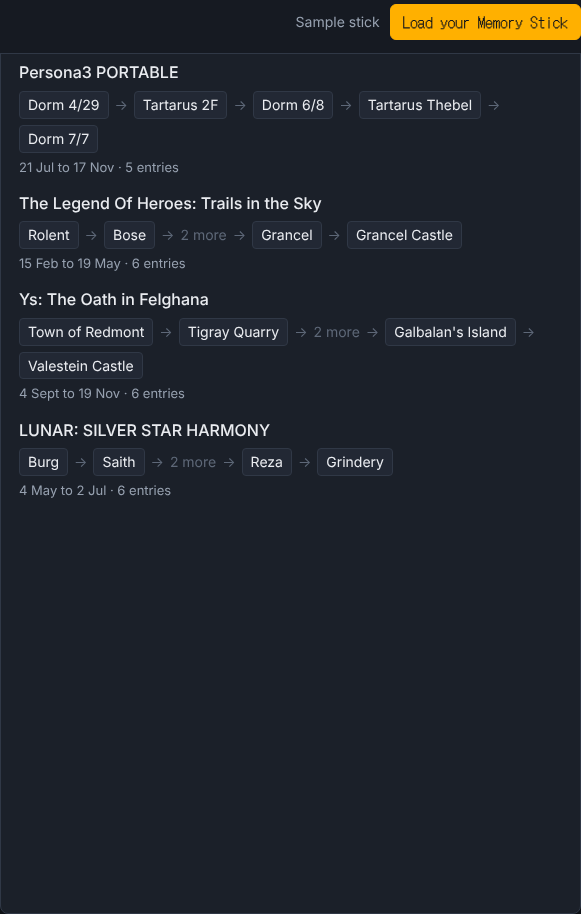 Sample stick Load your Memory Stick
Persona3 PORTABLE
Dorm 4/29 → Tartarus 2F → Dorm 6/8 → Tartarus Thebel →
Dorm 7/7
21 Jul to 17 Nov · 5 entries
The Legend Of Heroes: Trails in the Sky
Rolent → Bose → 2 more → Grancel → Grancel Castle
15 Feb to 19 May · 6 entries
Ys: The Oath in Felghana
Town of Redmont → Tigray Quarry → 2 more → Galbalan's Island →
Valestein Castle
4 Sept to 19 Nov · 6 entries
LUNAR: SILVER STAR HARMONY
Burg → Saith → 2 more → Reza → Grindery
4 May to 2 Jul · 6 entries